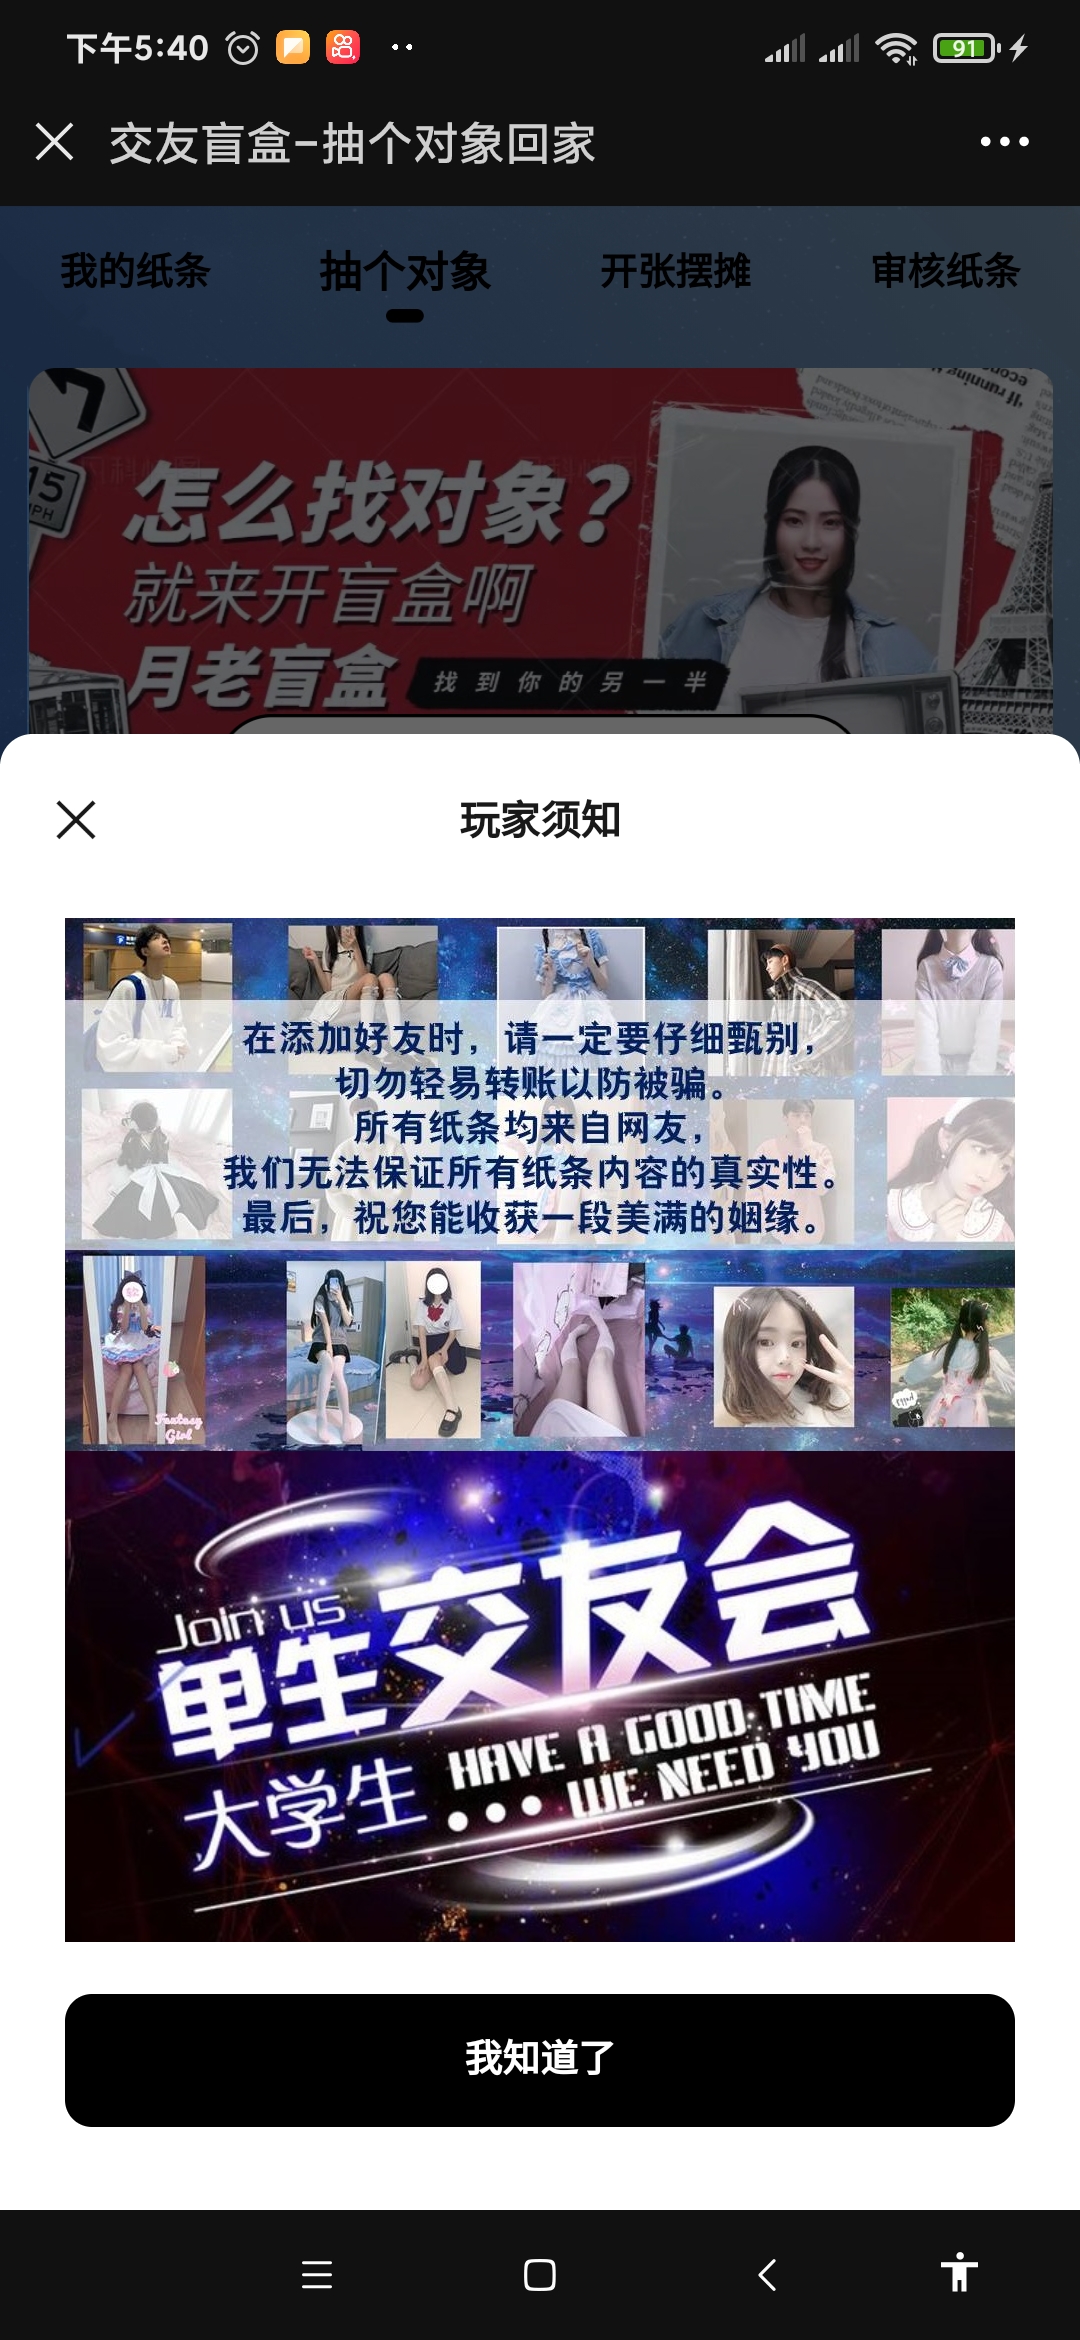 下午5:40
91
交友盲盒-抽个对象回家
我的纸条
抽个对象
开张摆摊
审核纸条
15
MPH
怎么找对象?
就来开盲盒啊
月老盲盒
找到你的另一半
玩家须知
在添加好友时，请一定要仔细甄别，
切勿轻易转账以防被骗。
所有纸条均来自网友，
我们无法保证所有纸条内容的真实性。
最后，祝您能收获一段美满的姻缘。
Fantasy
Girl
Join us
单生交友会
HAVE A GOOD TIME
大学生
WE NEED YOU
我知道了